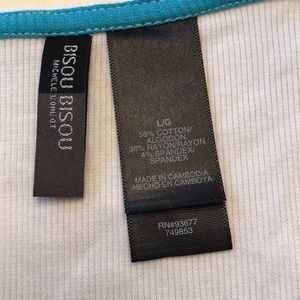 BISOU BISOU
MICHELE BOHBOT
L/G
58% COTTON/
ALGODON
38% RAYON/RAYON
4% SPANDEX/
SPANDEX
MADE IN CAMBODIA
HECHO EN CAMBOYA
RN#93677
749853